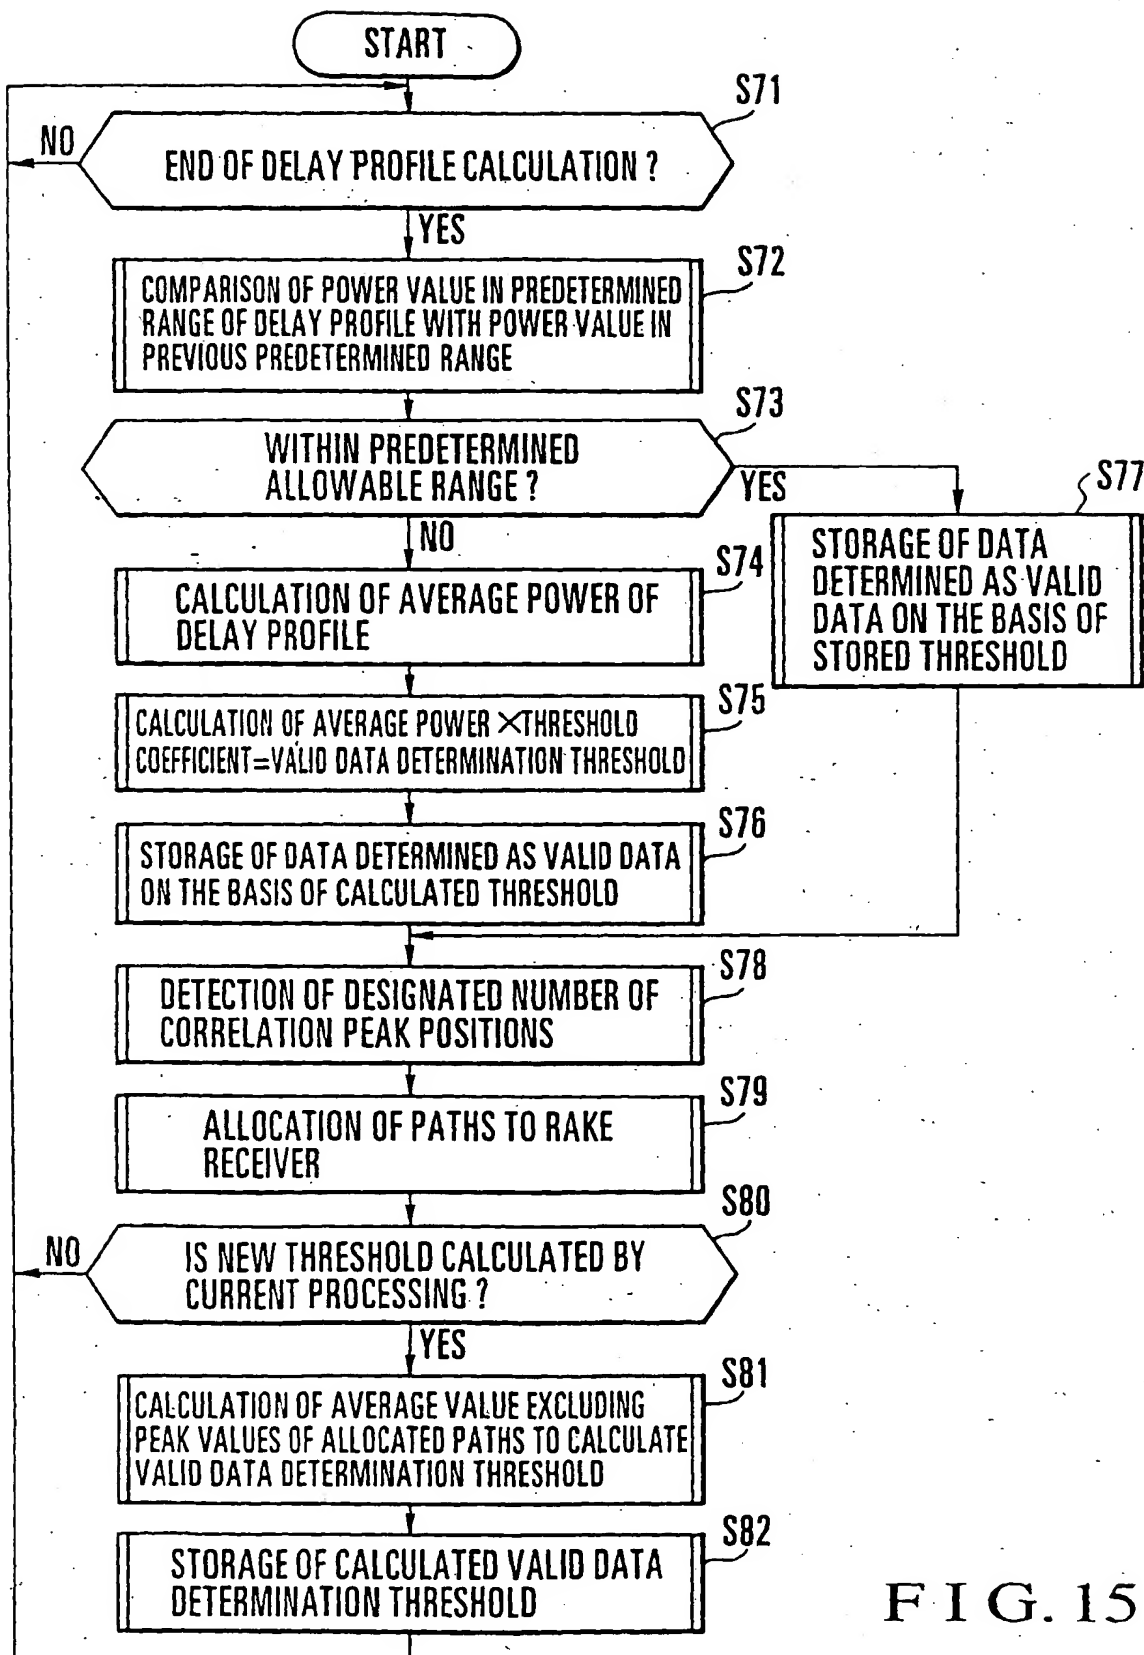 START
S71
NO
END OF DELAY PROFILE CALCULATION ?
YES
S72
COMPARISON OF POWER VALUE IN PREDETERMINED
RANGE OF DELAY PROFILE WITH POWER VALUE IN
PREVIOUS PREDETERMINED RANGE
S73
WITHIN PREDETERMINED
ALLOWABLE RANGE ?
YES
S77
NO
STORAGE OF DATA
DETERMINED AS VALID
DATA ON THE BASIS OF
STORED THRESHOLD
S74
CALCULATION OF AVERAGE POWER OF
DELAY PROFILE
S75
CALCULATION OF AVERAGE POWER ×THRESHOLD
COEFFICIENT=VALID DATA DETERMINATION THRESHOLD
S76
STORAGE OF DATA DETERMINED AS VALID DATA
ON THE BASIS OF CALCULATED THRESHOLD
S78
DETECTION OF DESIGNATED NUMBER OF
CORRELATION PEAK POSITIONS
S79
ALLOCATION OF PATHS TO RAKE
RECEIVER
S80
NO
IS NEW THRESHOLD CALCULATED BY
CURRENT PROCESSING ?
YES
S81
CALCULATION OF AVERAGE VALUE EXCLUDING
PEAK VALUES OF ALLOCATED PATHS TO CALCULATE
VALID DATA DETERMINATION THRESHOLD
S82
STORAGE OF CALCULATED VALID DATA
DETERMINATION THRESHOLD
FIG. 15